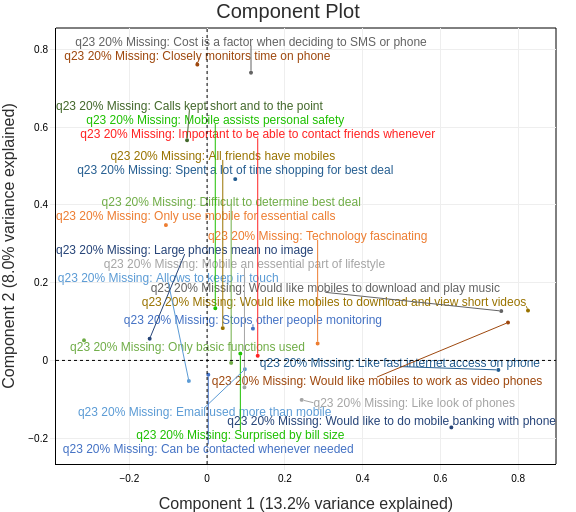 Component Plot
q23 20% Missing: Cost is a factor when deciding to SMS or phone
q23 20% Missing: Closely monitors time on phone
q23 20% Missing: Calls kept short and to the point
q23 20% Missing: Mobile assists personal safety
q23 20% Missing: Important to be able to contact friends whenever
q23 20% Missing: All friends have mobiles
q23 20% Missing: Spent a lot of time shopping for best deal
q23 20% Missing: Difficult to determine best deal
q23 20% Missing: Only use mobile for essential calls
q23 20% Missing: Technology fascinating
q23 20% Missing: Large phones mean no image
q23 20% Missing: Mobile an essential part of lifestyle
q23 20% Missing: Allows to keep in touch
q23 20% Missing: Would like mobiles to download and play music
q23 20% Missing: Would like mobiles to capture and view short videos
q23 20% Missing: Stops other people monitoring
q23 20% Missing: Only basic functions used
q23 20% Missing: Like fast internet access on phone
q23 20% Missing: Would like mobiles to work as video phones
q23 20% Missing: Like look of phones
q23 20% Missing: Email used more than mobile
q23 20% Missing: Would like to do mobile banking with phone
q23 20% Missing: Surprised by bill size
q23 20% Missing: Can be contacted whenever needed
0.8
0.6
0.4
0.2
0
−0.2
−0.2
0
0.2
0.4
0.6
0.8
Component 1 (13.2% variance explained)
Component 2 (8.0% variance explained)